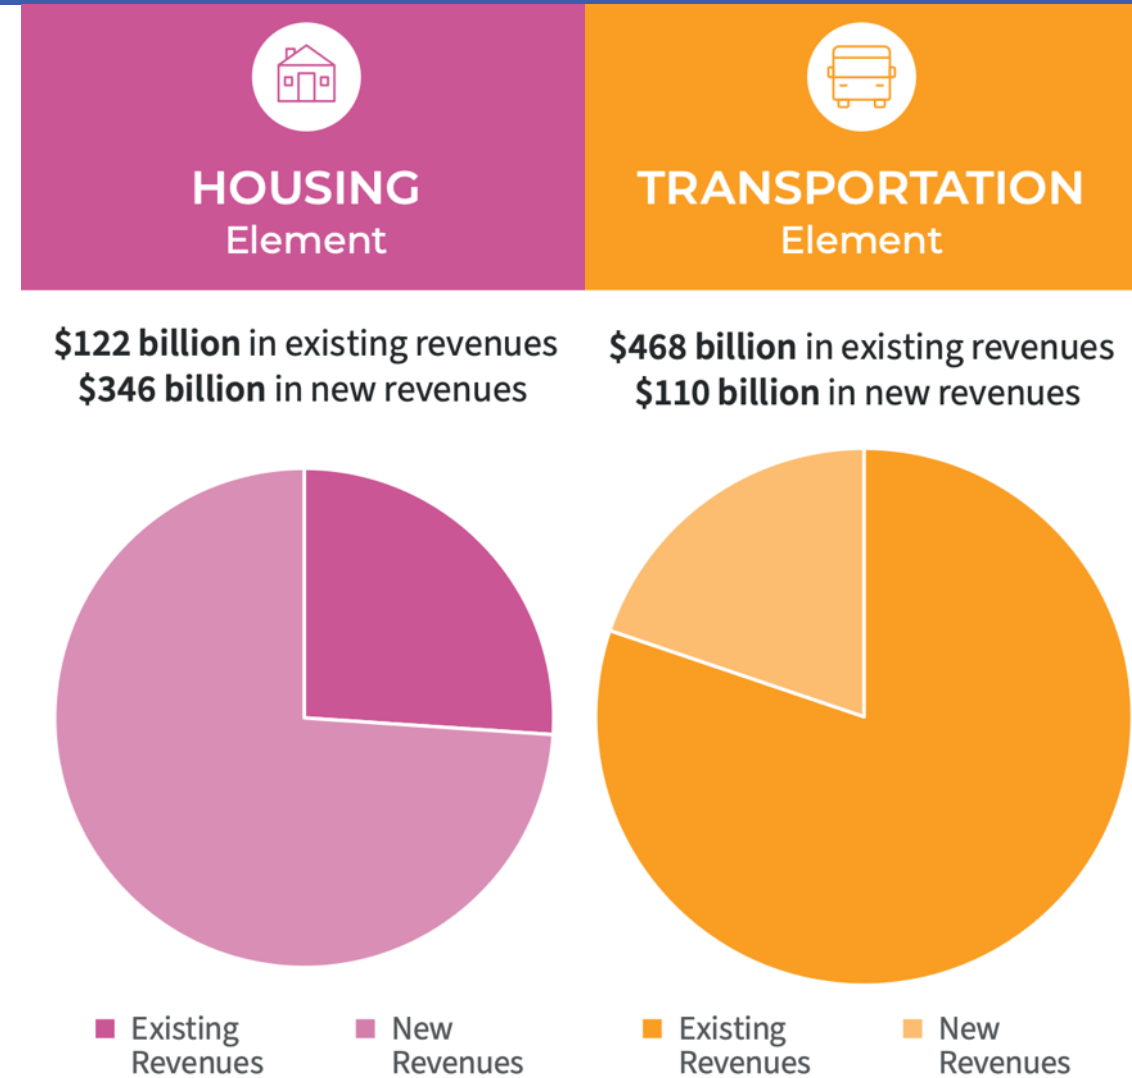 HOUSING
Element
$122 billion in existing revenues
$346 billion in new revenues
Existing
Revenues
New
Revenues
TRANSPORTATION
Element
$468 billion in existing revenues
$110 billion in new revenues
Existing
Revenues
New
Revenues